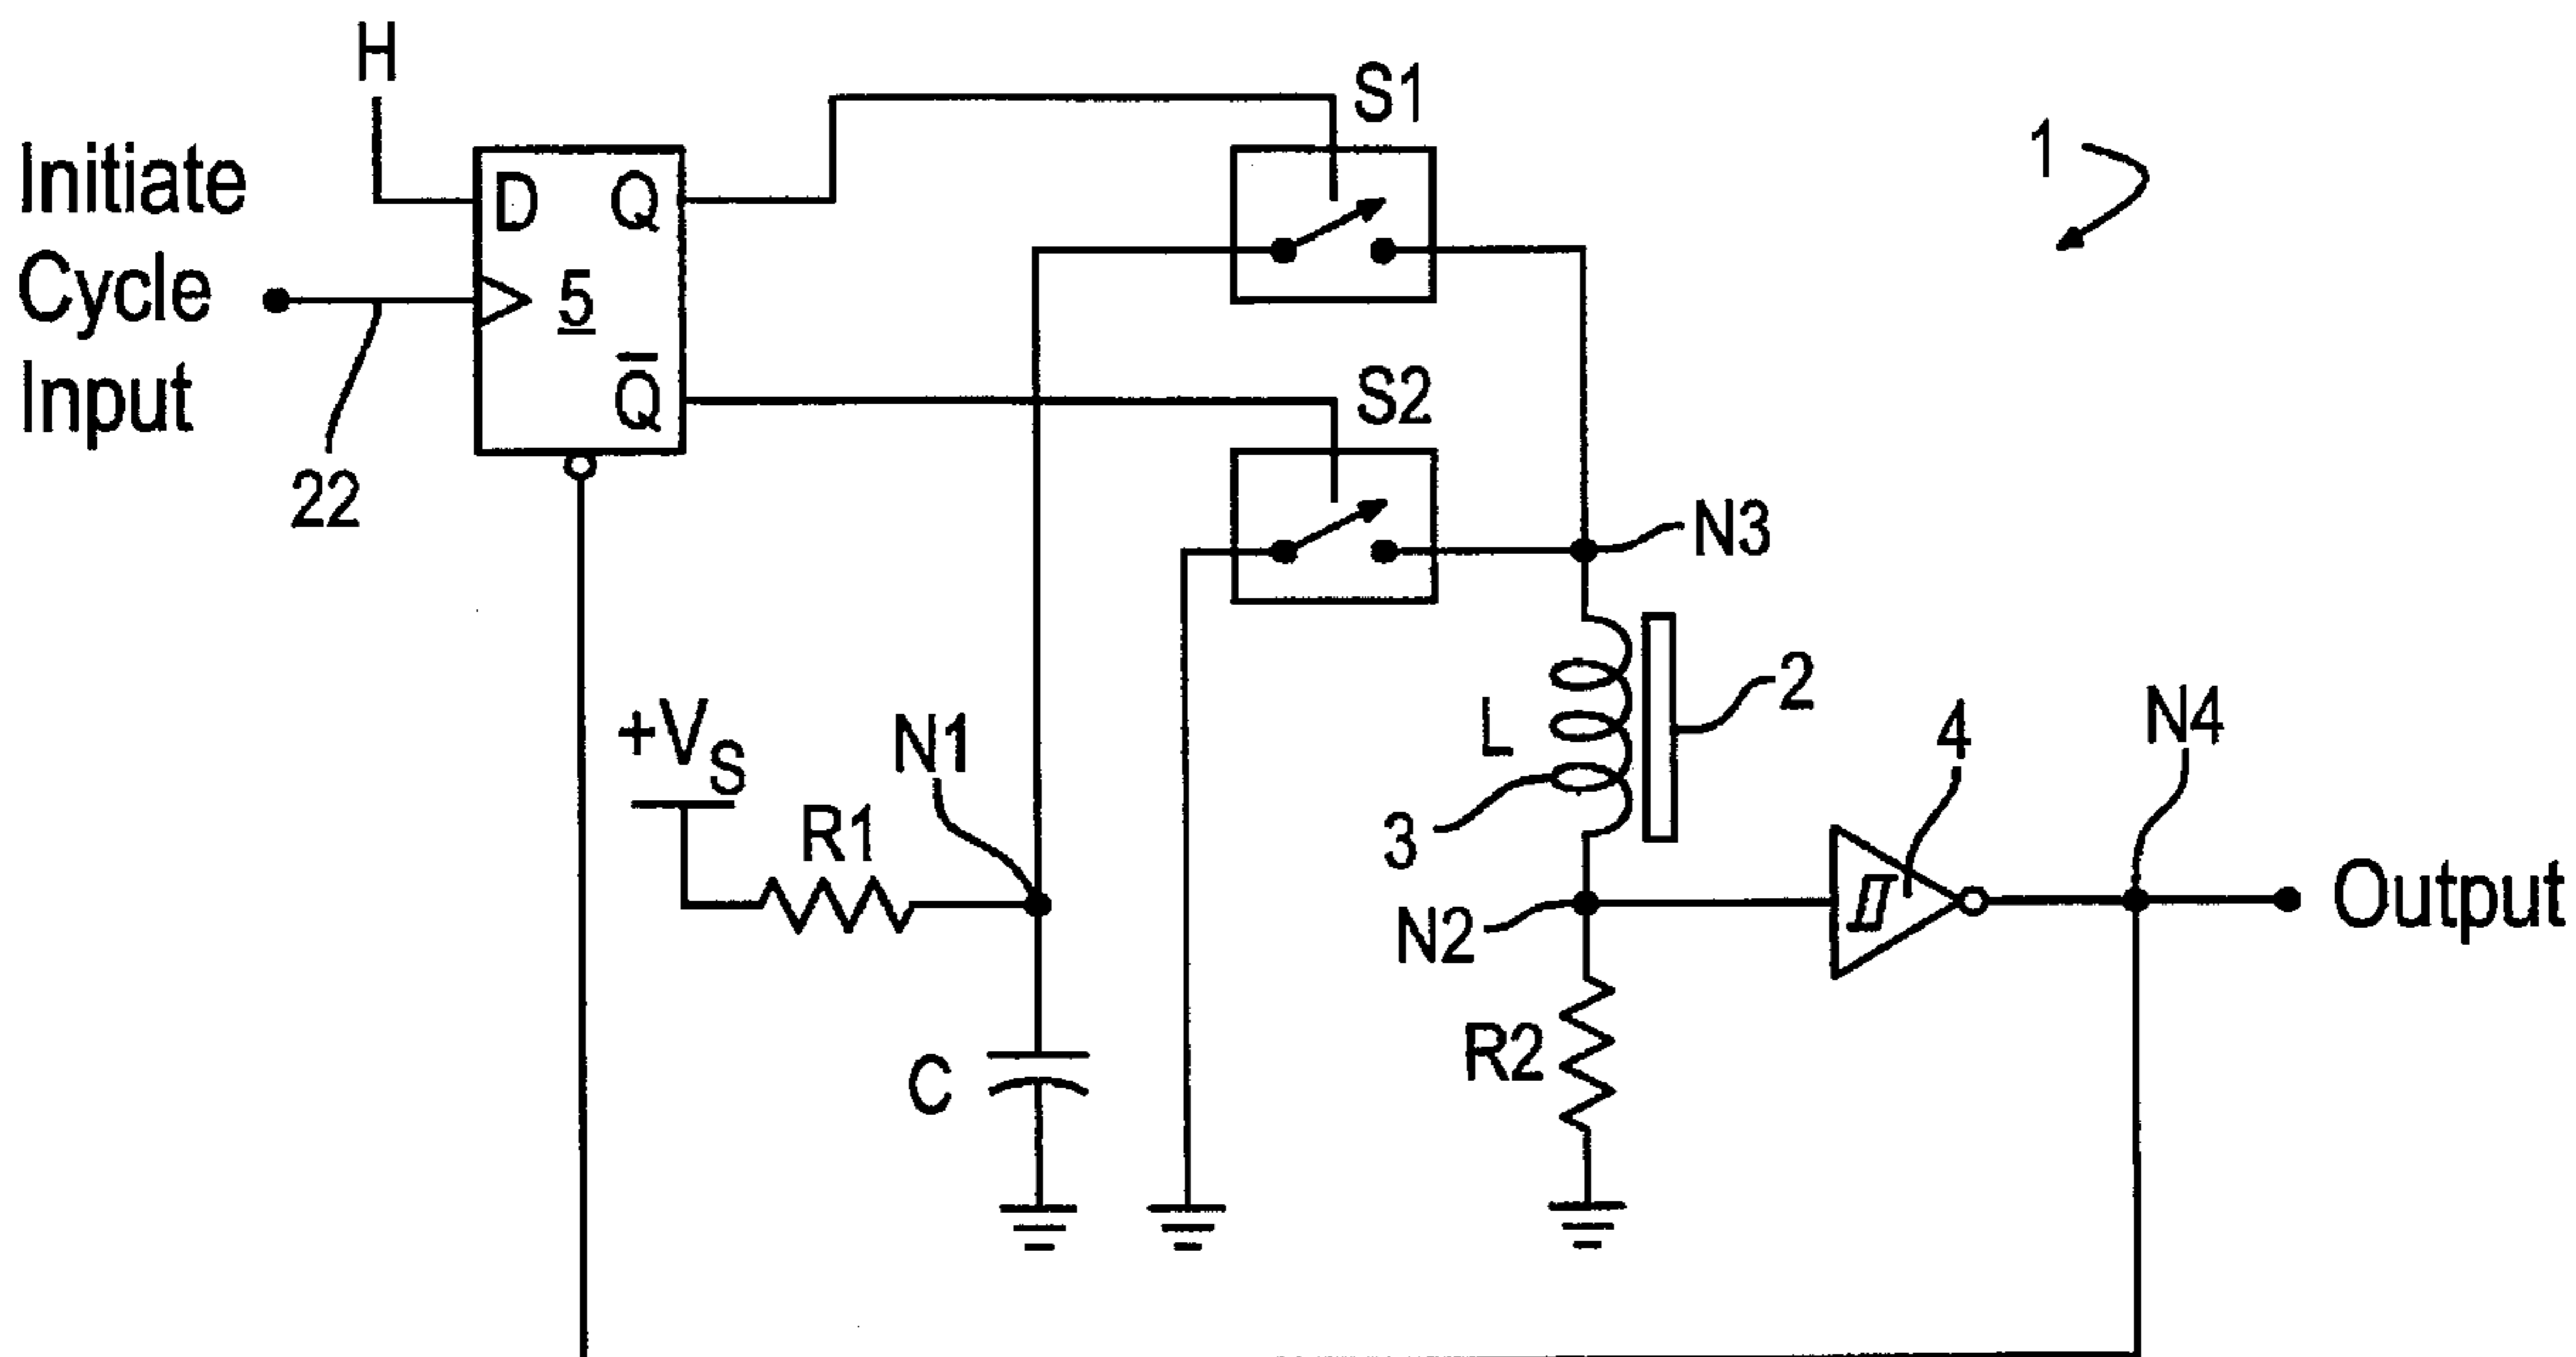 H
S1
1
Initiate
Cycle
Input
D Q
5
Q̅
22
S2
N3
+VS
N1
R1
L
2
3
4
N4
Output
N2
C
R2